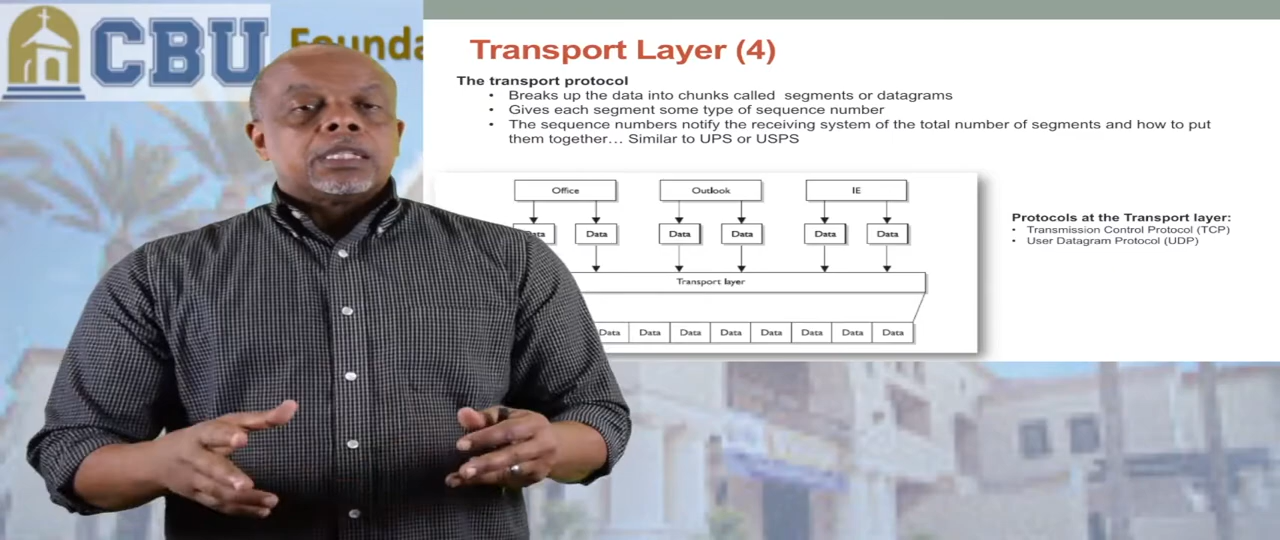 CBU Founda
Transport Layer (4)
The transport protocol
• Breaks up the data into chunks called segments or datagrams
• Gives each segment some type of sequence number
• The sequence numbers notify the receiving system of the total number of segments and how to put
them together… Similar to UPS or USPS
Office Outlook IE
Data Data Data Data Data Data
Transport layer
Data Data Data Data Data Data Data Data
Protocols at the Transport layer:
• Transmission Control Protocol (TCP)
• User Datagram Protocol (UDP)